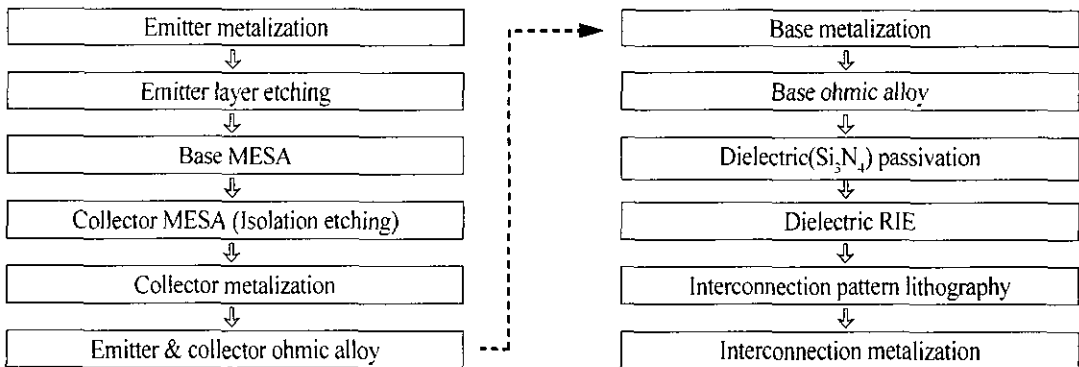 Emitter metalization
Emitter layer etching
Base MESA
Collector MESA (Isolation etching)
Collector metalization
Emitter & collector ohmic alloy
Base metalization
Base ohmic alloy
Dielectric(Si₃N₄) passivation
Dielectric RIE
Interconnection pattern lithography
Interconnection metalization